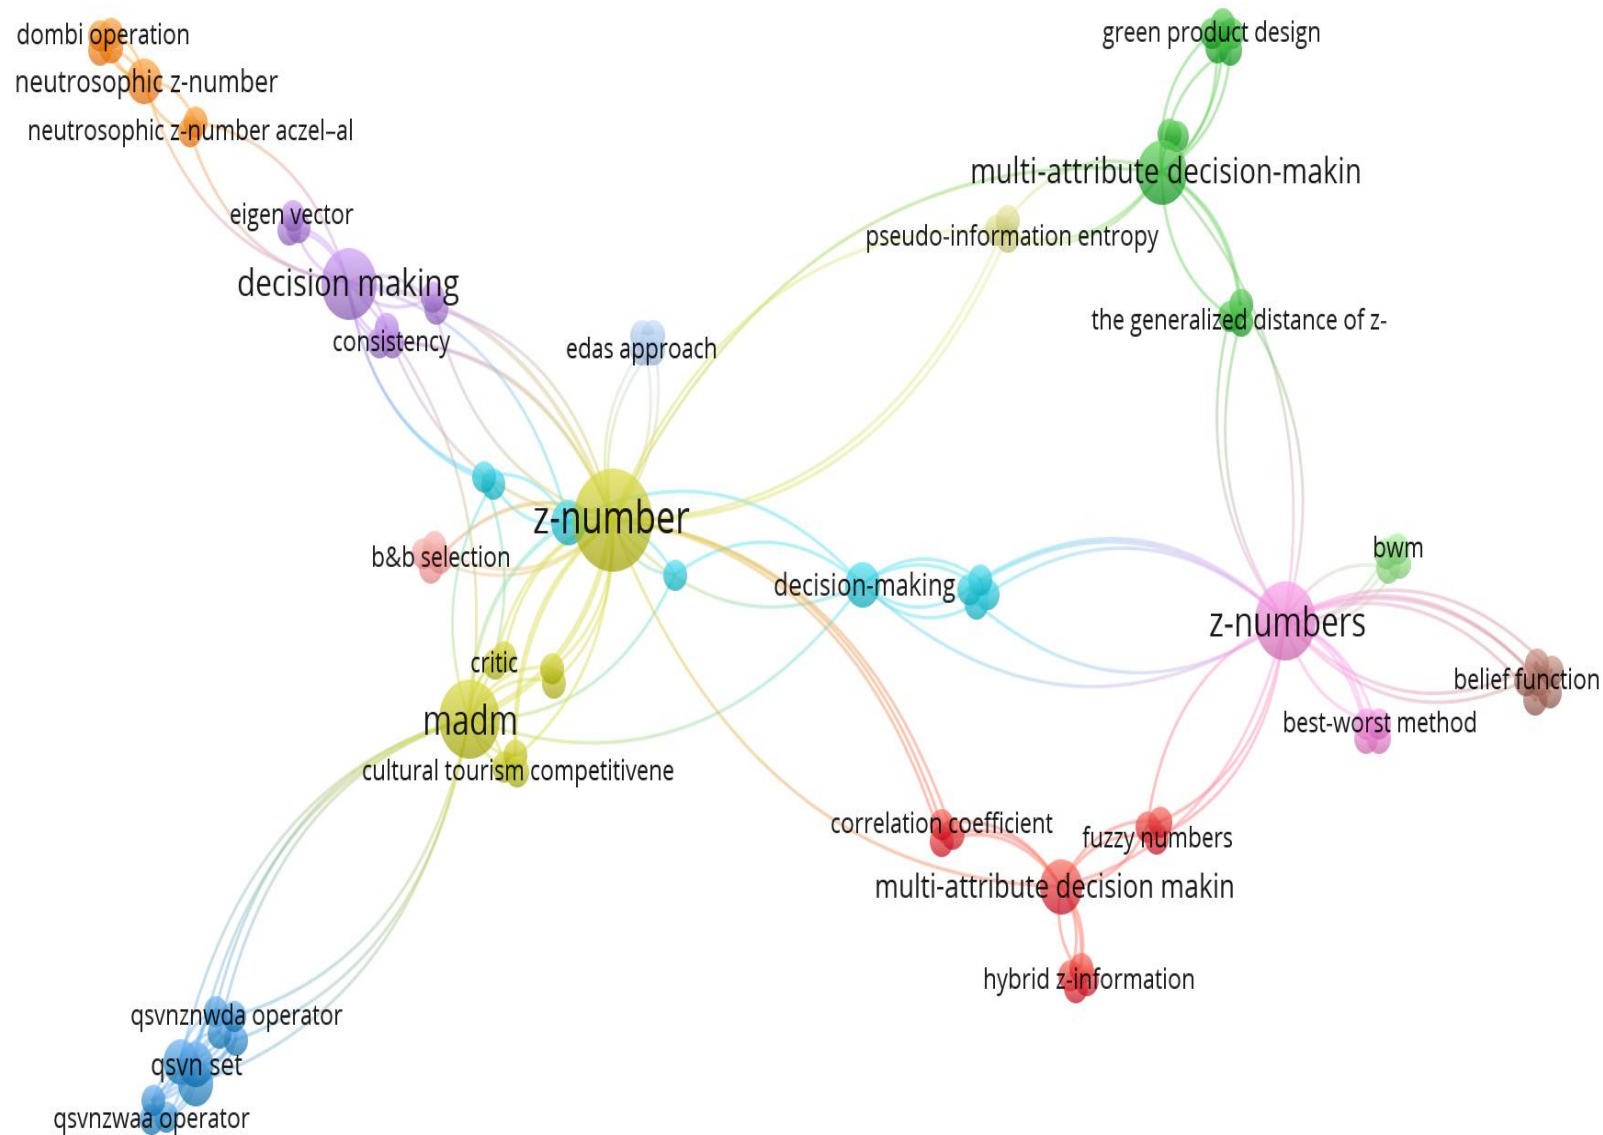 dombi operation
green product design
neutrosophic z-number
neutrosophic z-number aczel–al
multi-attribute decision-makin
eigen vector
pseudo-information entropy
decision making
the generalized distance of z-
consistency
edas approach
z-number
bwm
b&b selection
decision-making
z-numbers
critic
belief function
madm
best-worst method
cultural tourism competitivene
correlation coefficient
fuzzy numbers
multi-attribute decision makin
hybrid z-information
qsvnznwda operator
qsvn set
qsvnzwaa operator